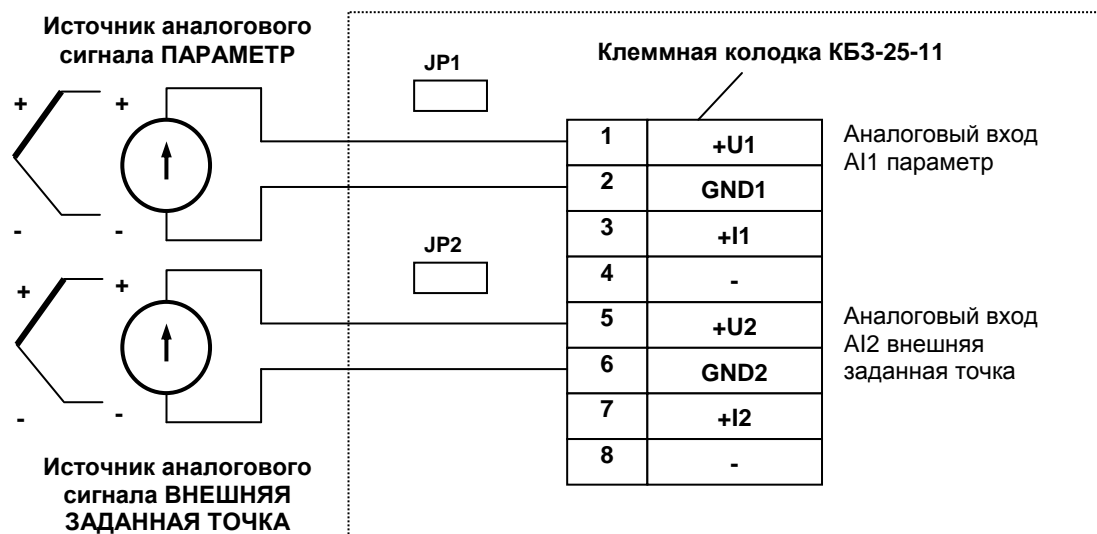 Источник аналогового
сигнала ПАРАМЕТР
JP1
Клеммная колодка КБЗ-25-11
+ +
1 +U1
Аналоговый вход
AI1 параметр
2 GND1
- -
3 +I1
JP2
4 -
+ +
5 +U2
Аналоговый вход
AI2 внешняя
заданная точка
6 GND2
- -
7 +I2
8 -
Источник аналогового
сигнала ВНЕШНЯЯ
ЗАДАННАЯ ТОЧКА